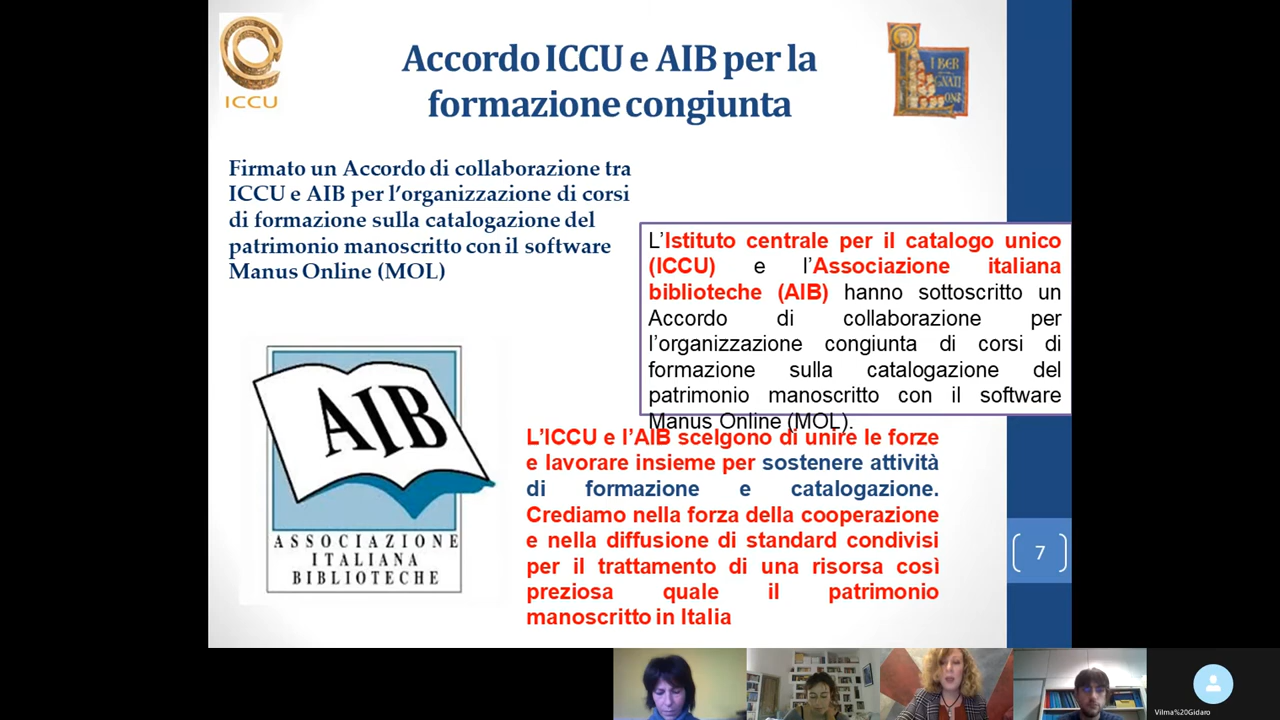 ICCU
Accordo ICCU e AIB per la
formazione congiunta
Firmato un Accordo di collaborazione tra
ICCU e AIB per l'organizzazione di corsi
di formazione sulla catalogazione del
patrimonio manoscritto con il software
Manus Online (MOL)
L'Istituto centrale per il catalogo unico
(ICCU) e l'Associazione italiana
biblioteche (AIB) hanno sottoscritto un
Accordo di collaborazione per
l'organizzazione congiunta di corsi di
formazione sulla catalogazione del
patrimonio manoscritto con il software
Manus Online (MOL).
AIB
ASSOCIAZIONE
ITALIANA
BIBLIOTECHE
L'ICCU e l'AIB scelgono di unire le forze
e lavorare insieme per sostenere attività
di formazione e catalogazione.
Crediamo nella forza della cooperazione
e nella diffusione di standard condivisi
per il trattamento di una risorsa così
preziosa quale il patrimonio
manoscritto in Italia
7
Vilma%20Gidaro